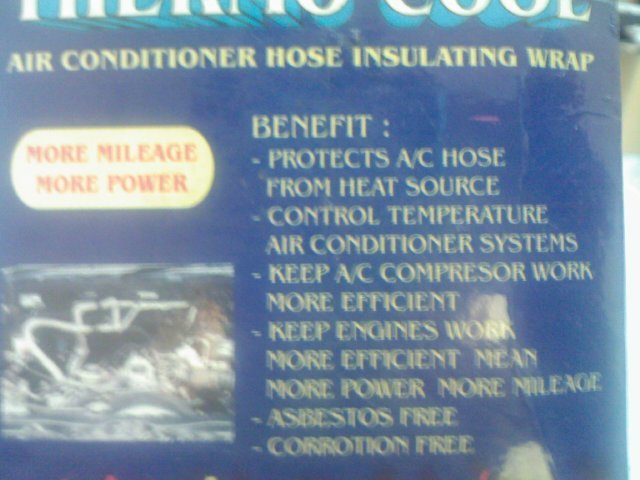 THERMO COOL
AIR CONDITIONER HOSE INSULATING WRAP
MORE MILEAGE
MORE POWER
BENEFIT :
- PROTECTS A/C HOSE
FROM HEAT SOURCE
- CONTROL TEMPERATURE
AIR CONDITIONER SYSTEMS
- KEEP A/C COMPRESOR WORK
MORE EFFICIENT
- KEEP ENGINES WORK
MORE EFFICIENT MEAN
MORE POWER MORE MILEAGE
- ASBESTOS FREE
- CORROTION FREE